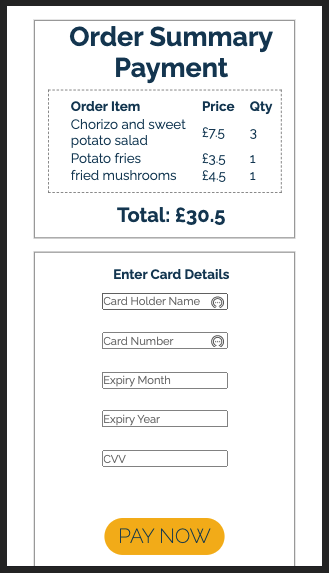 Order Summary
Payment
Order Item Price Qty
Chorizo and sweet
potato salad £7.5 3
Potato fries £3.5 1
fried mushrooms £4.5 1
Total: £30.5
Enter Card Details
Card Holder Name
Card Number
Expiry Month
Expiry Year
CVV
PAY NOW